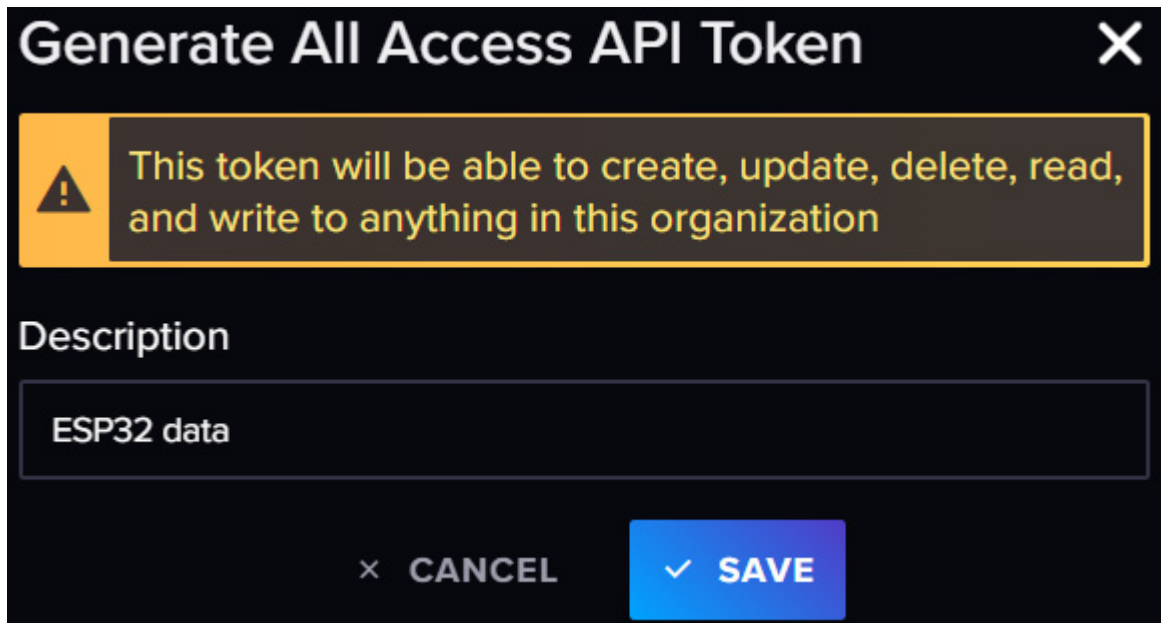 Generate All Access API Token
This token will be able to create, update, delete, read,
and write to anything in this organization
Description
ESP32 data
CANCEL
SAVE